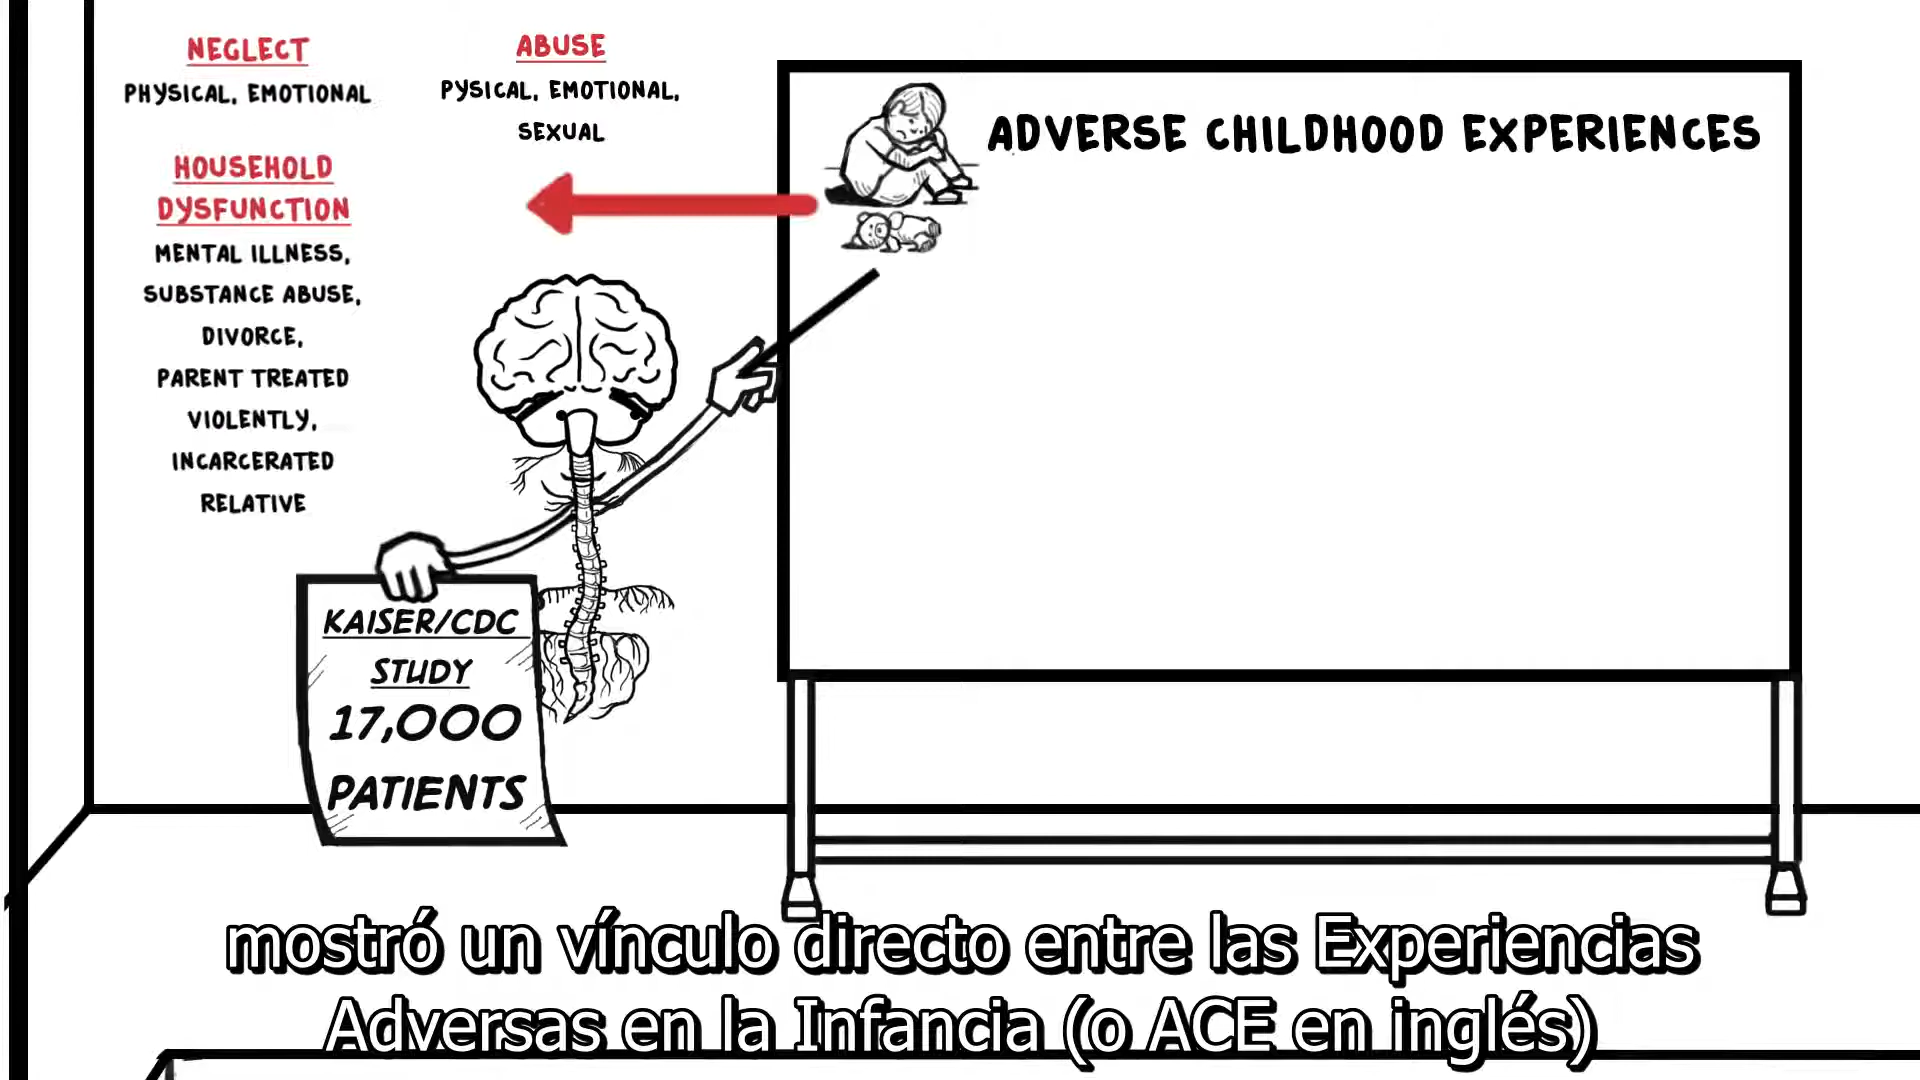 NEGLECT
PHYSICAL, EMOTIONAL
ABUSE
PYSICAL, EMOTIONAL,
SEXUAL
HOUSEHOLD
DYSFUNCTION
MENTAL ILLNESS,
SUBSTANCE ABUSE,
DIVORCE,
PARENT TREATED
VIOLENTLY,
INCARCERATED
RELATIVE
ADVERSE CHILDHOOD EXPERIENCES
KAISER/CDC
STUDY
17,000
PATIENTS
mostró un vínculo directo entre las Experiencias
Adversas en la Infancia (o ACE en inglés)